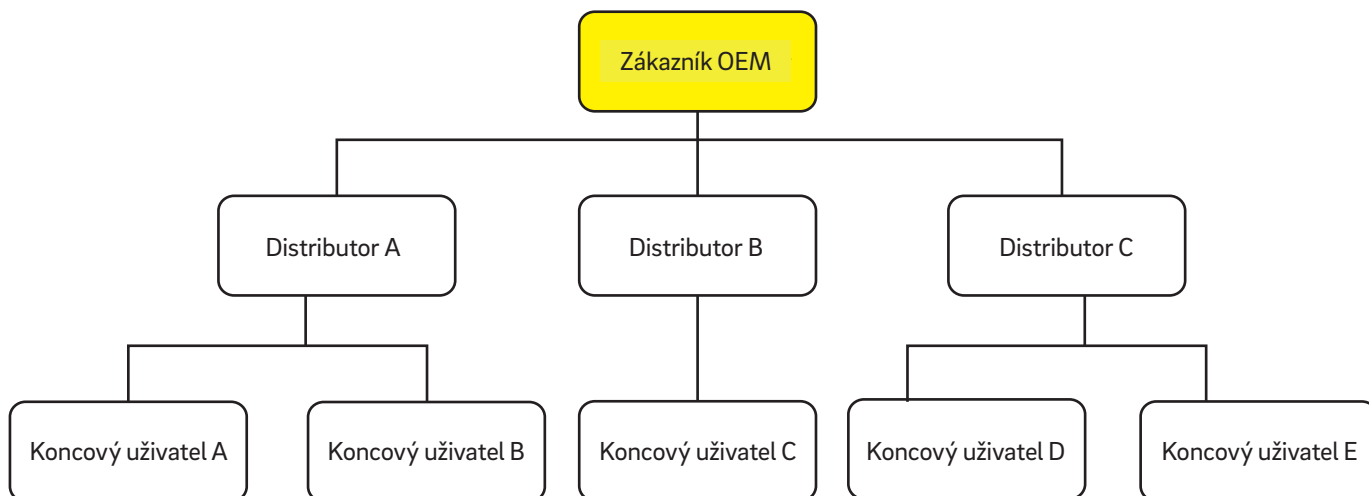 Zákazník OEM
Distributor A
Distributor B
Distributor C
Koncový uživatel A
Koncový uživatel B
Koncový uživatel C
Koncový uživatel D
Koncový uživatel E